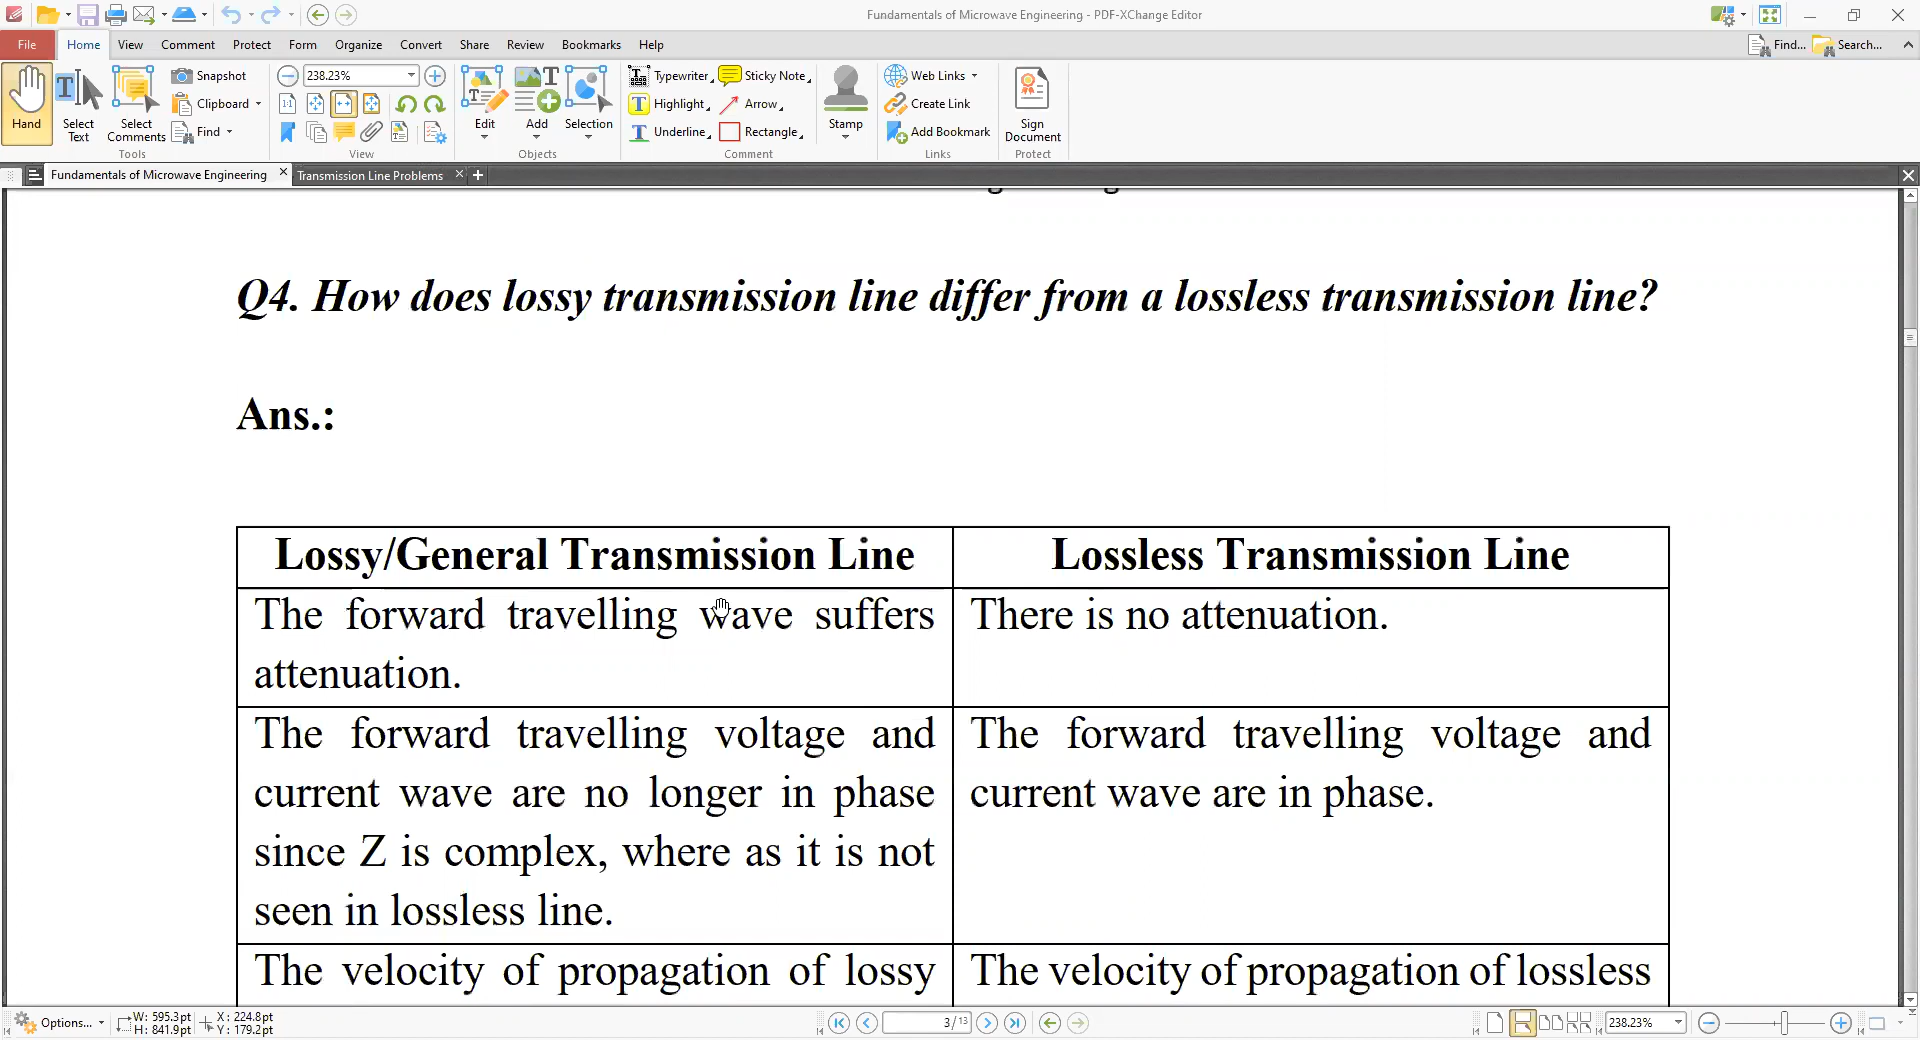 Fundamentals of Microwave Engineering - PDF-XChange Editor
File Home View Comment Protect Form Organize Convert Share Review Bookmarks Help Find... Search...
Hand
Select Text
Select Comments
Snapshot
Clipboard
Find
Tools
238.23%
View
Edit
Add
Selection
Objects
Typewriter
Sticky Note
Highlight
Arrow
Underline
Rectangle
Stamp
Comment
Web Links
Create Link
Add Bookmark
Links
Sign Document
Protect
Fundamentals of Microwave Engineering Transmission Line Problems
Q4. How does lossy transmission line differ from a lossless transmission line?
Ans.:
Lossy/General Transmission Line
Lossless Transmission Line
The forward travelling wave suffers
attenuation.
There is no attenuation.
The forward travelling voltage and
current wave are no longer in phase
since Z is complex, where as it is not
seen in lossless line.
The forward travelling voltage and
current wave are in phase.
The velocity of propagation of lossy
The velocity of propagation of lossless
Options...
W: 595.3pt
H: 841.9pt
X: 224.8pt
Y: 179.2pt
3/13
238.23%